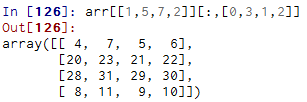 In [126]: arr[[1,5,7,2]][:,[0,3,1,2]]
Out[126]:
array([[ 4,  7,  5,  6],
       [20, 23, 21, 22],
       [28, 31, 29, 30],
       [ 8, 11,  9, 10]])